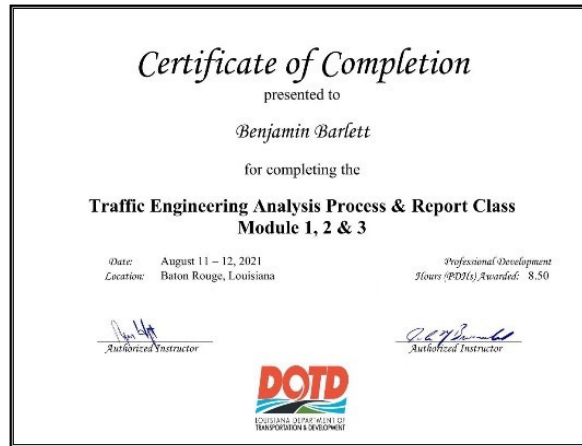 Certificate of Completion
presented to
Benjamin Barlett
for completing the
Traffic Engineering Analysis Process & Report Class
Module 1, 2 & 3
Date: August 11 – 12, 2021
Location: Baton Rouge, Louisiana
Professional Development
Hours (PDHs) Awarded: 8.50
Authorized Instructor
Authorized Instructor
DOTD
LOUISIANA DEPARTMENT OF
TRANSPORTATION & DEVELOPMENT